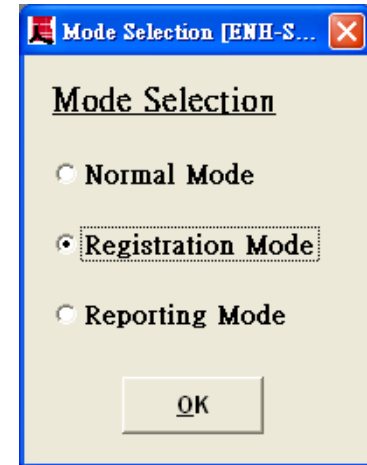 Mode Selection [ENH-S...
Mode Selection
Normal Mode
Registration Mode
Reporting Mode
OK